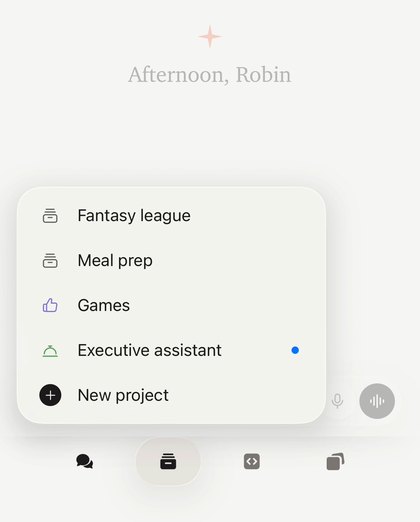 Afternoon, Robin
Fantasy league
Meal prep
Games
Executive assistant
New project